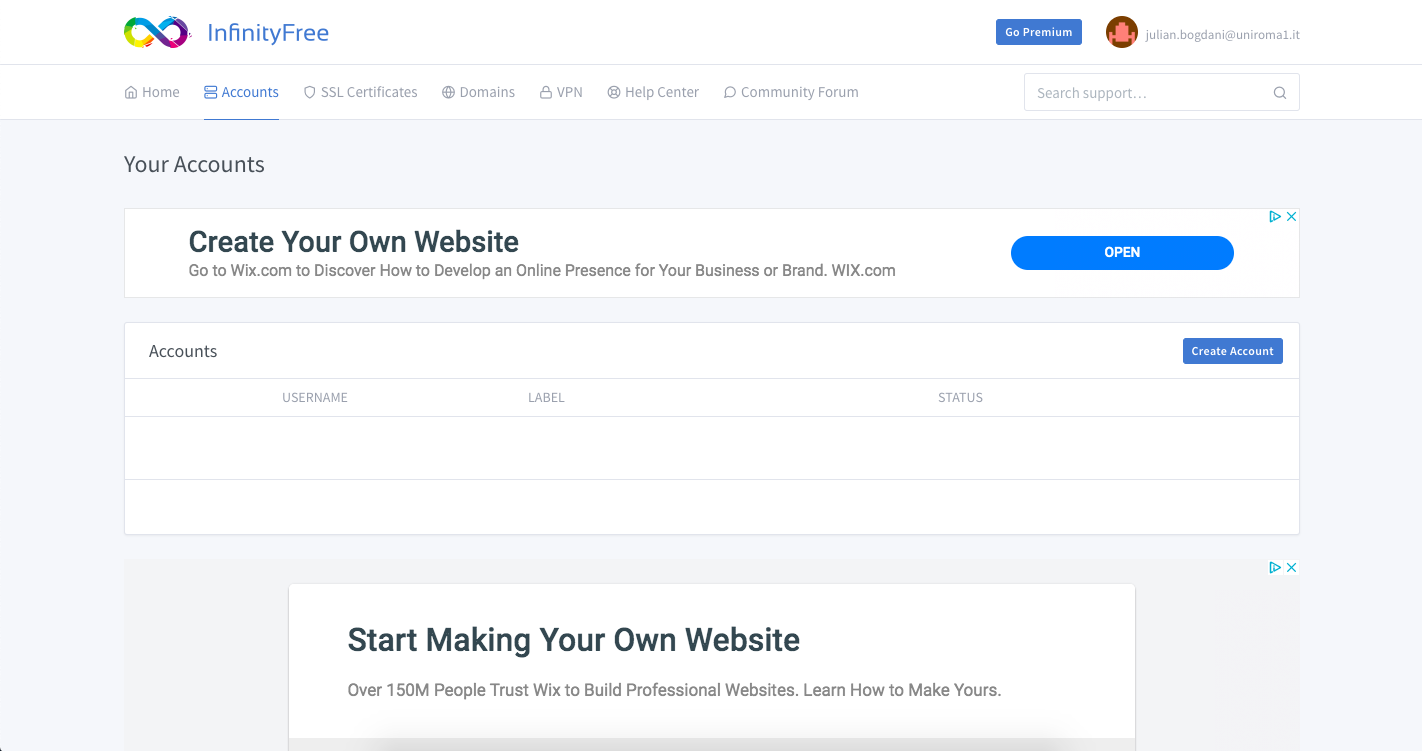 InfinityFree
Go Premium
julian.bogdani@uniroma1.it
Home
Accounts
SSL Certificates
Domains
VPN
Help Center
Community Forum
Search support…
Your Accounts
Create Your Own Website
Go to Wix.com to Discover How to Develop an Online Presence for Your Business or Brand. WIX.com
OPEN
Accounts
Create Account
USERNAME
LABEL
STATUS
Start Making Your Own Website
Over 150M People Trust Wix to Build Professional Websites. Learn How to Make Yours.